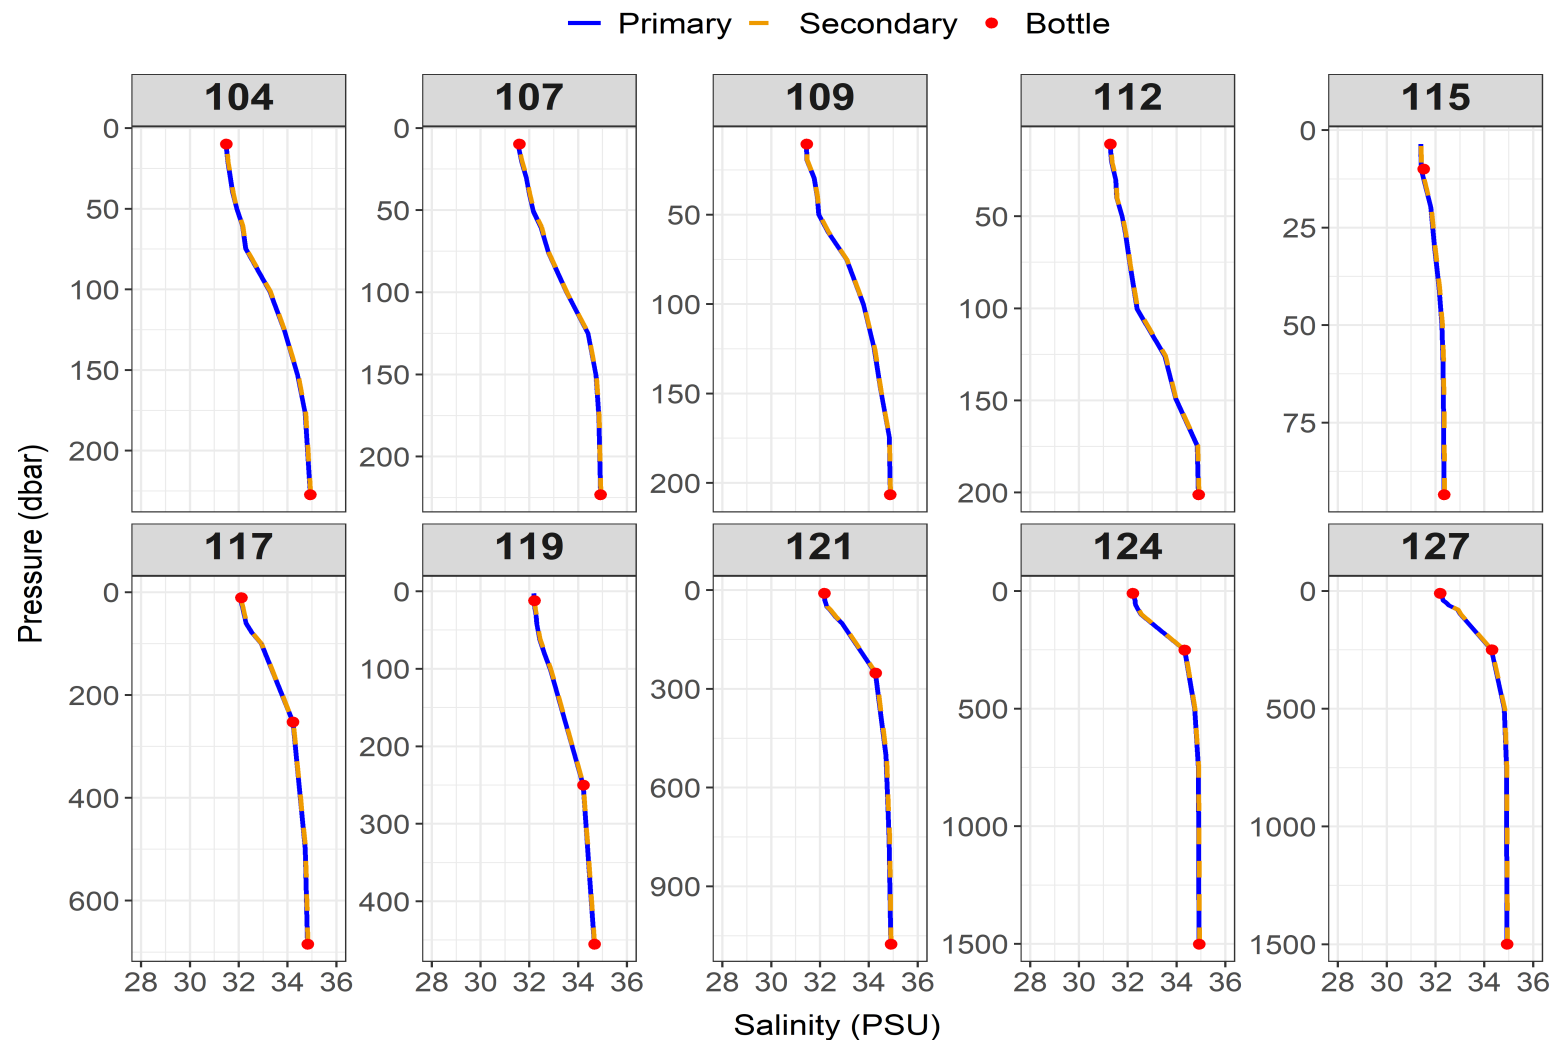 Primary Secondary Bottle
104 107 109 112 115
0 50 100 150 200
0 50 100 150 200
50 100 150 200
50 100 150 200
0 25 50 75
Pressure (dbar)
117 119 121 124 127
0 200 400 600
0 100 200 300 400
0 300 600 900
0 500 1000 1500
0 500 1000 1500
28 30 32 34 36 28 30 32 34 36 28 30 32 34 36 28 30 32 34 36 28 30 32 34 36
Salinity (PSU)